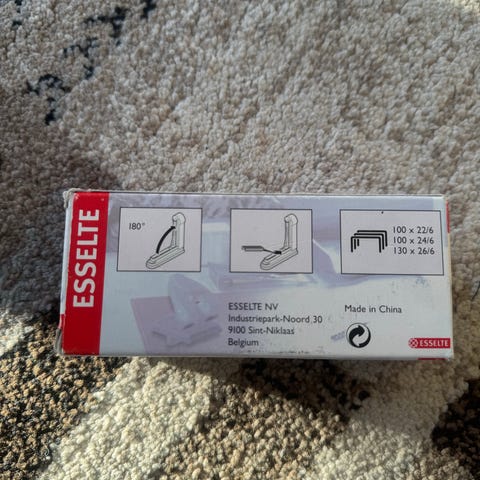 ESSELTE
180°
100 x 22/6
100 x 24/6
130 x 26/6
ESSELTE NV
Industriepark-Noord 30
9100 Sint-Niklaas
Belgium
Made in China
ESSELTE